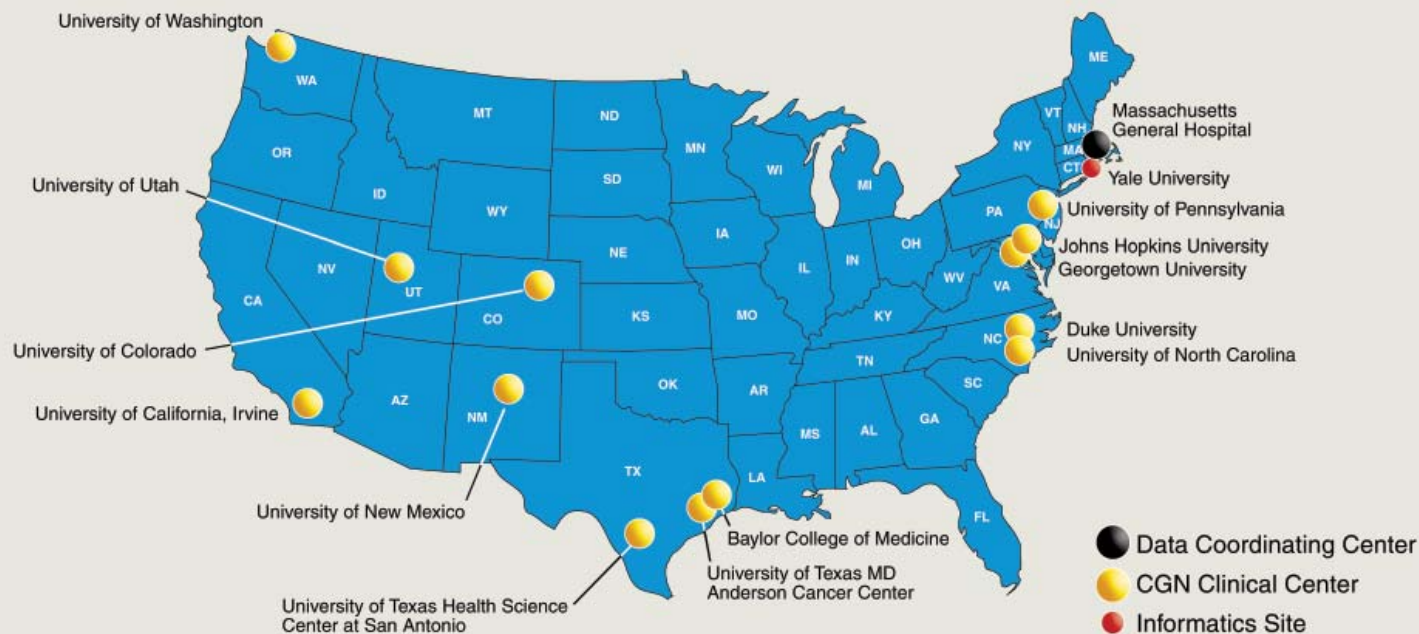 University of Washington
WA
MT
ND
MN
ME
VT
NH
Massachusetts
General Hospital
MA
CT
NY
OR
ID
WY
SD
WI
MI
Yale University
University of Utah
PA
NJ
University of Pennsylvania
IA
NE
NV
UT
CO
CA
IL
IN
OH
WV
VA
Johns Hopkins University
Georgetown University
KS
MO
KY
University of Colorado
NC
Duke University
University of North Carolina
TN
University of California, Irvine
AZ
NM
OK
AR
SC
MS
AL
GA
TX
LA
FL
University of New Mexico
Baylor College of Medicine
University of Texas MD
Anderson Cancer Center
University of Texas Health Science
Center at San Antonio
Data Coordinating Center
CGN Clinical Center
Informatics Site